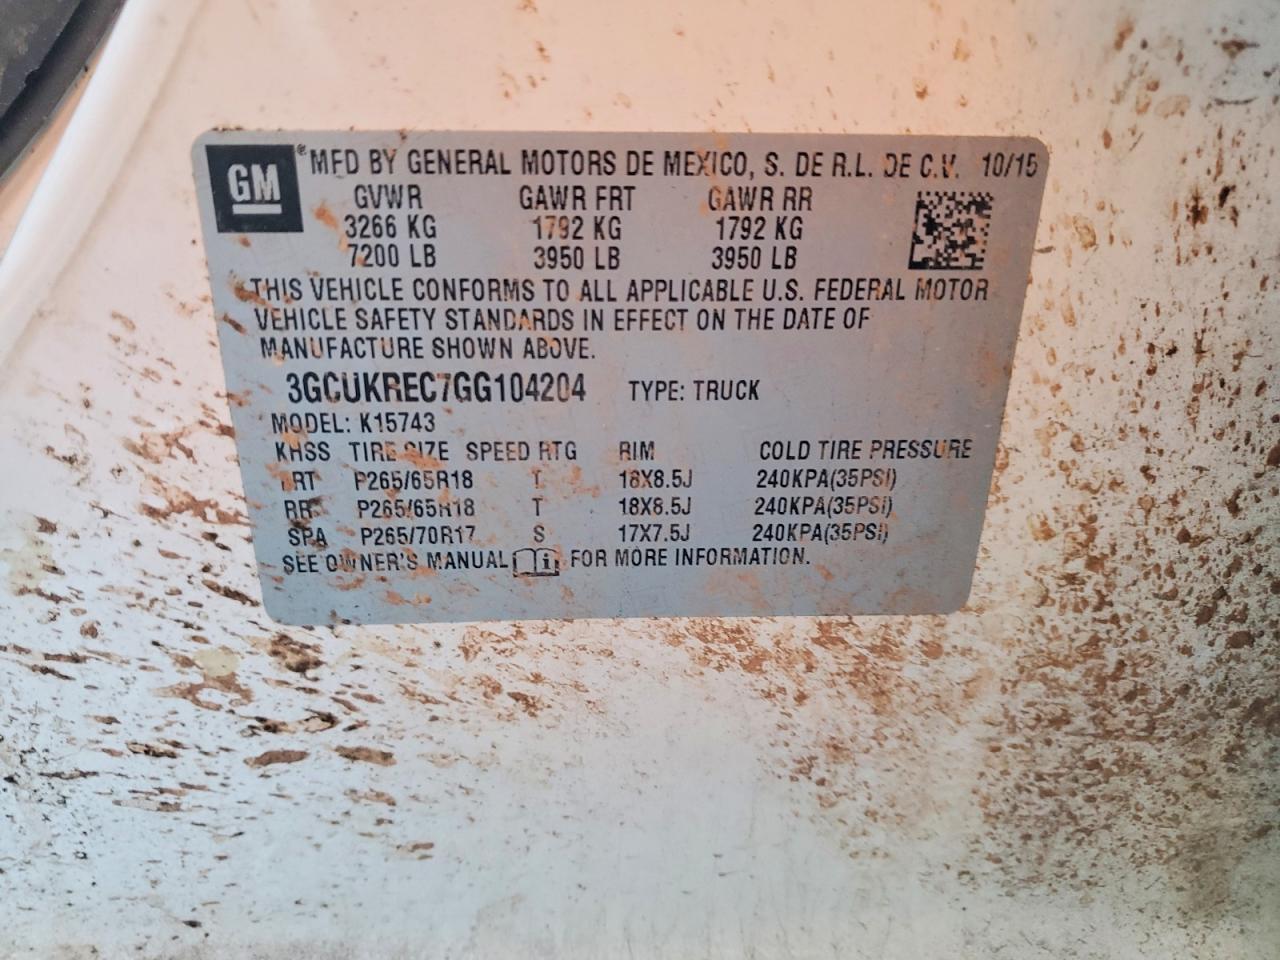 GM ® MFD BY GENERAL MOTORS DE MEXICO, S. DE R.L. DE C.V. 10/15
GVWR GAWR FRT GAWR RR
3266 KG 1792 KG 1792 KG
7200 LB 3950 LB 3950 LB
THIS VEHICLE CONFORMS TO ALL APPLICABLE U.S. FEDERAL MOTOR
VEHICLE SAFETY STANDARDS IN EFFECT ON THE DATE OF
MANUFACTURE SHOWN ABOVE.
3GCUKREC7GG104204 TYPE: TRUCK
MODEL: K15743
KHSS TIRE SIZE SPEED RTG RIM COLD TIRE PRESSURE
FRT P265/65R18 T 18X8.5J 240KPA(35PSI)
RR P265/65R18 T 18X8.5J 240KPA(35PSI)
SPA P265/70R17 S 17X7.5J 240KPA(35PSI)
SEE OWNER'S MANUAL i FOR MORE INFORMATION.